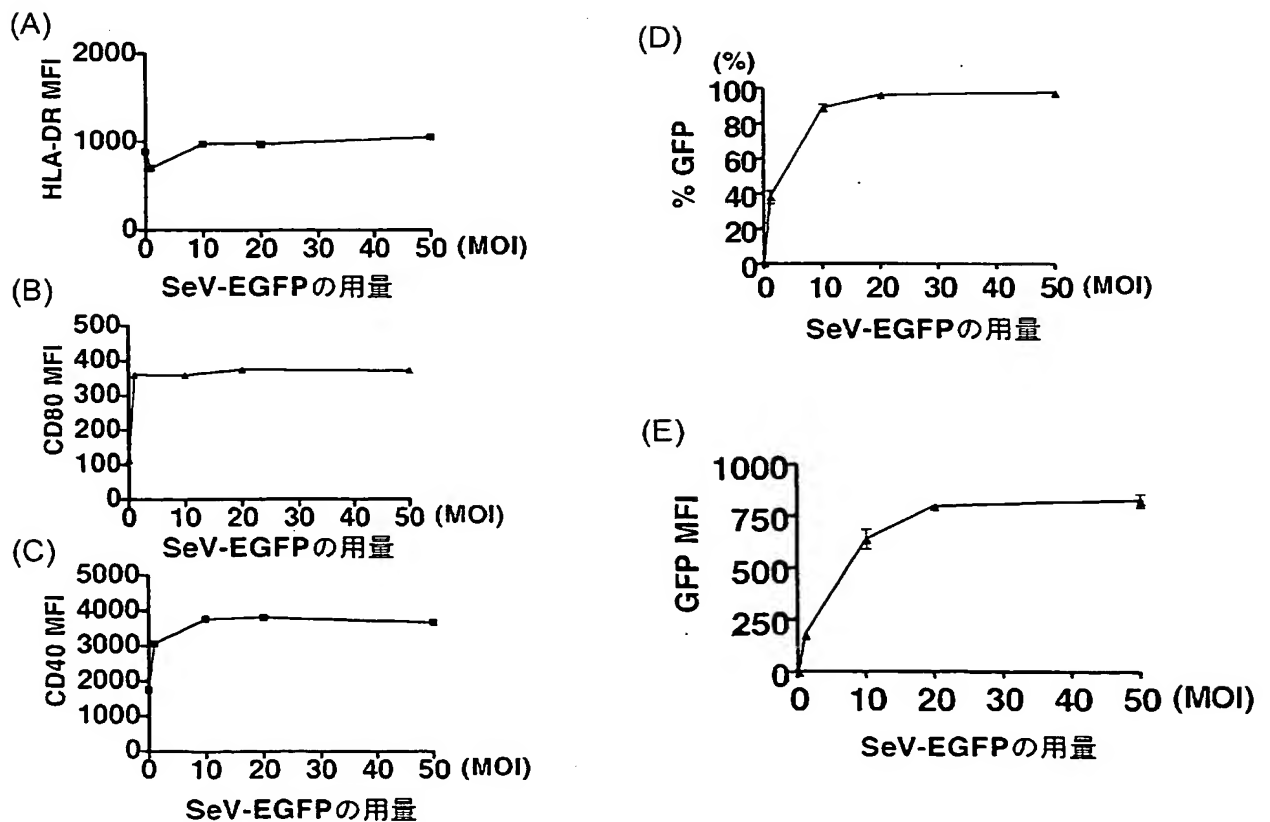 (A)
HLA-DR MFI
2000
1000
0
0 10 20 30 40 50 (MOI)
SeV-EGFPの用量
(B)
CD80 MFI
500
400
300
200
100
0
0 10 20 30 40 50 (MOI)
SeV-EGFPの用量
(C)
CD40 MFI
5000
4000
3000
2000
1000
0
0 10 20 30 40 50 (MOI)
SeV-EGFPの用量
(D)
(%)
% GFP
100
80
60
40
20
0
0 10 20 30 40 50 (MOI)
SeV-EGFPの用量
(E)
GFP MFI
1000
750
500
250
0
0 10 20 30 40 50 (MOI)
SeV-EGFPの用量